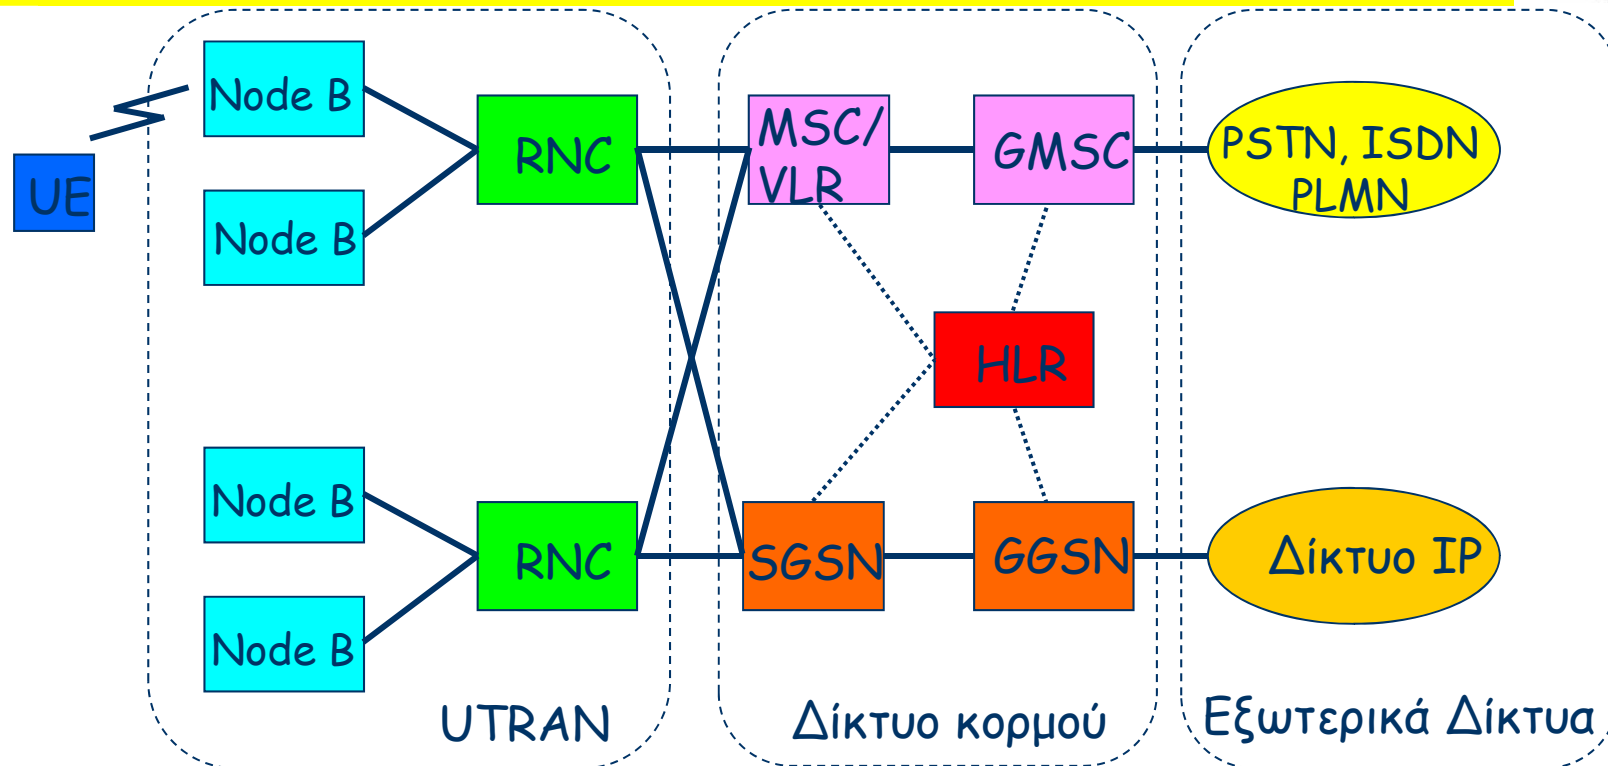 Node B
RNC
MSC/
VLR
GMSC
PSTN, ISDN
PLMN
UE
Node B
HLR
Node B
RNC
SGSN
GGSN
Δίκτυο IP
Node B
UTRAN
Δίκτυο κορμού
Εξωτερικά Δίκτυα